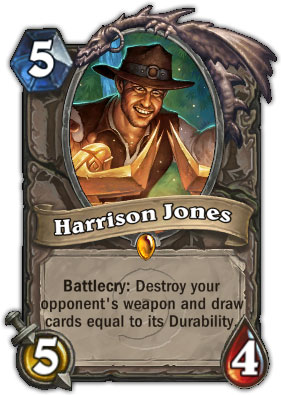 5
Harrison Jones
Battlecry: Destroy your
opponent's weapon and draw
cards equal to its Durability.
5
4